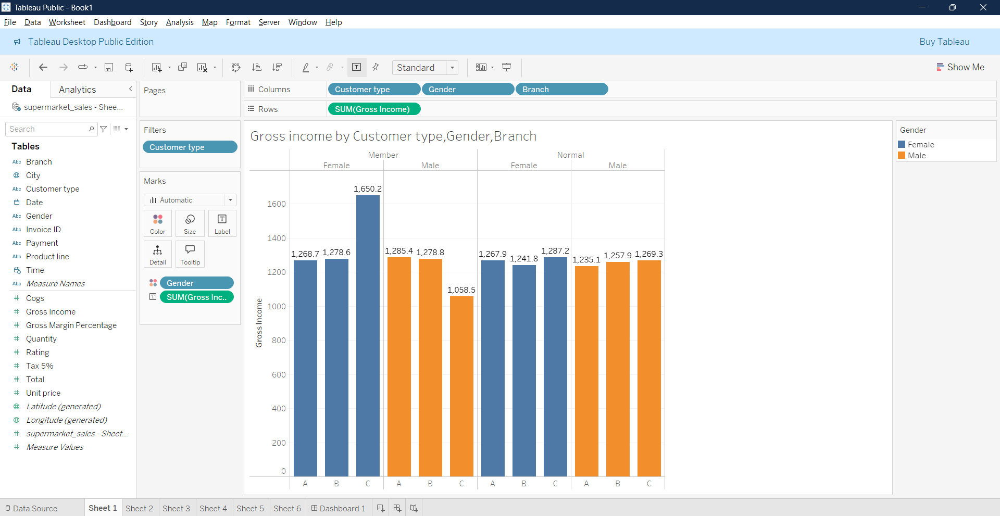 Tableau Public - Book1
File Data Worksheet Dashboard Story Analysis Map Format Server Window Help
Tableau Desktop Public Edition
Buy Tableau
Standard
Show Me
Data
Analytics
supermarket_sales - Shee...
Search
Tables
Abc Branch
City
Abc Customer type
Date
Abc Gender
Abc Invoice ID
Abc Payment
Abc Product line
Time
Abc Measure Names
# Cogs
# Gross Income
# Gross Margin Percentage
# Quantity
# Rating
# Tax 5%
# Total
# Unit price
Latitude (generated)
Longitude (generated)
# supermarket_sales - Sheet...
# Measure Values
Pages
Filters
Customer type
Marks
Automatic
Color
Size
T
Label
Detail
Tooltip
Gender
T SUM(Gross Inc..
Columns
Customer type
Gender
Branch
Rows
SUM(Gross Income)
Gross income by Customer type,Gender,Branch
Member
Normal
Female
Male
Female
Male
1600
1400
1200
1000
800
600
400
200
0
Gross Income
1,268.7
1,278.6
1,650.2
1,285.4
1,278.8
1,058.5
1,267.9
1,241.8
1,287.2
1,235.1
1,257.9
1,269.3
A B C A B C A B C A B C
Gender
Female
Male
Data Source
Sheet 1
Sheet 2
Sheet 3
Sheet 4
Sheet 5
Sheet 6
Dashboard 1